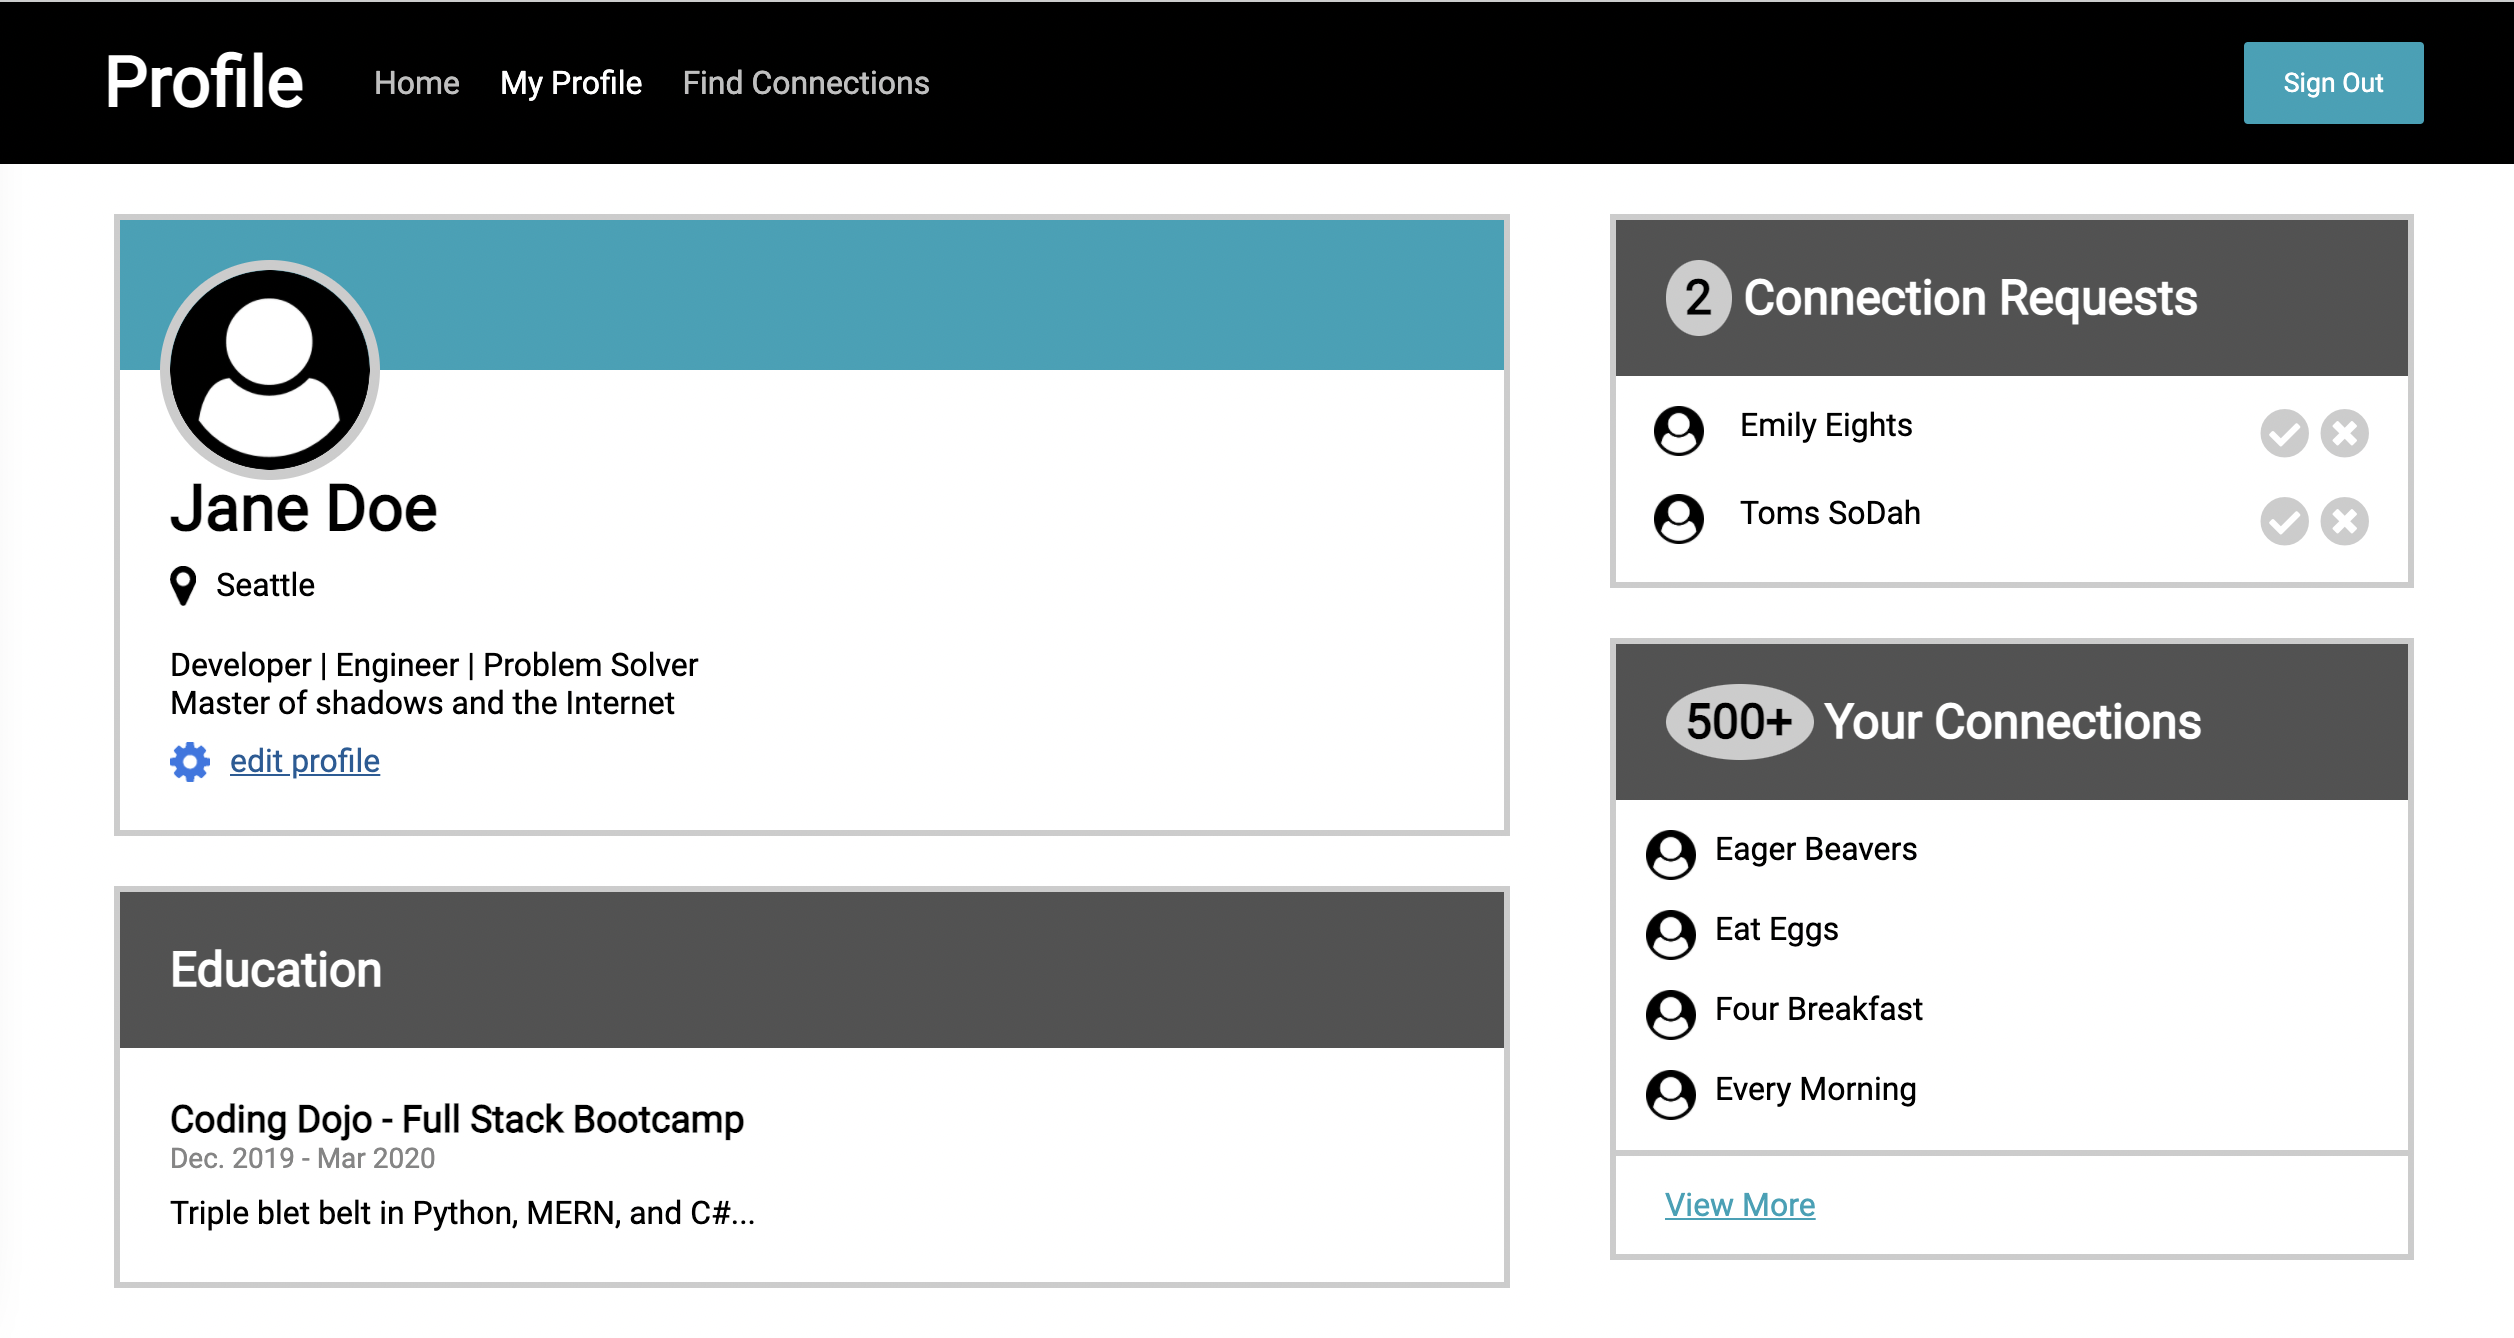 Profile Home My Profile Find Connections Sign Out
Jane Doe
Seattle
Developer | Engineer | Problem Solver
Master of shadows and the Internet
edit profile
Education
Coding Dojo - Full Stack Bootcamp
Dec. 2019 - Mar 2020
Triple blet belt in Python, MERN, and C#...
2 Connection Requests
Emily Eights
Toms SoDah
500+ Your Connections
Eager Beavers
Eat Eggs
Four Breakfast
Every Morning
View More